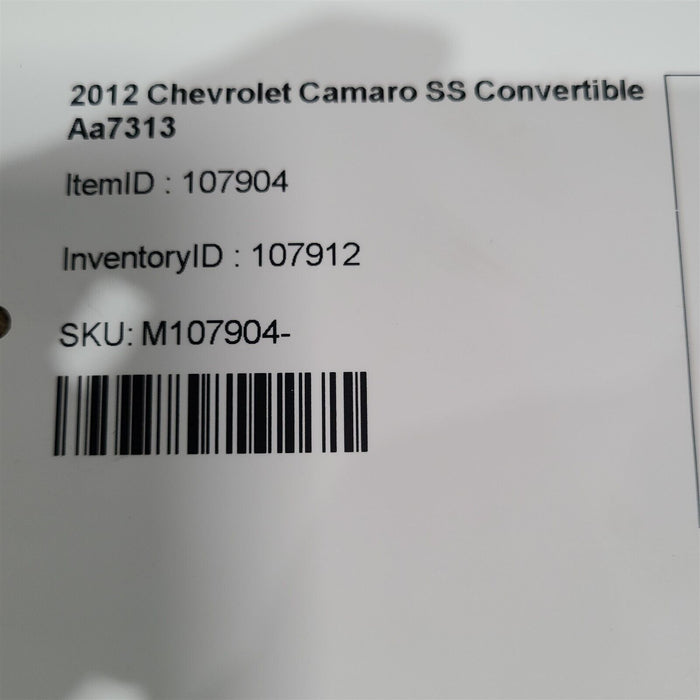 2012 Chevrolet Camaro SS Convertible
Aa7313
ItemID : 107904
InventoryID : 107912
SKU: M107904-